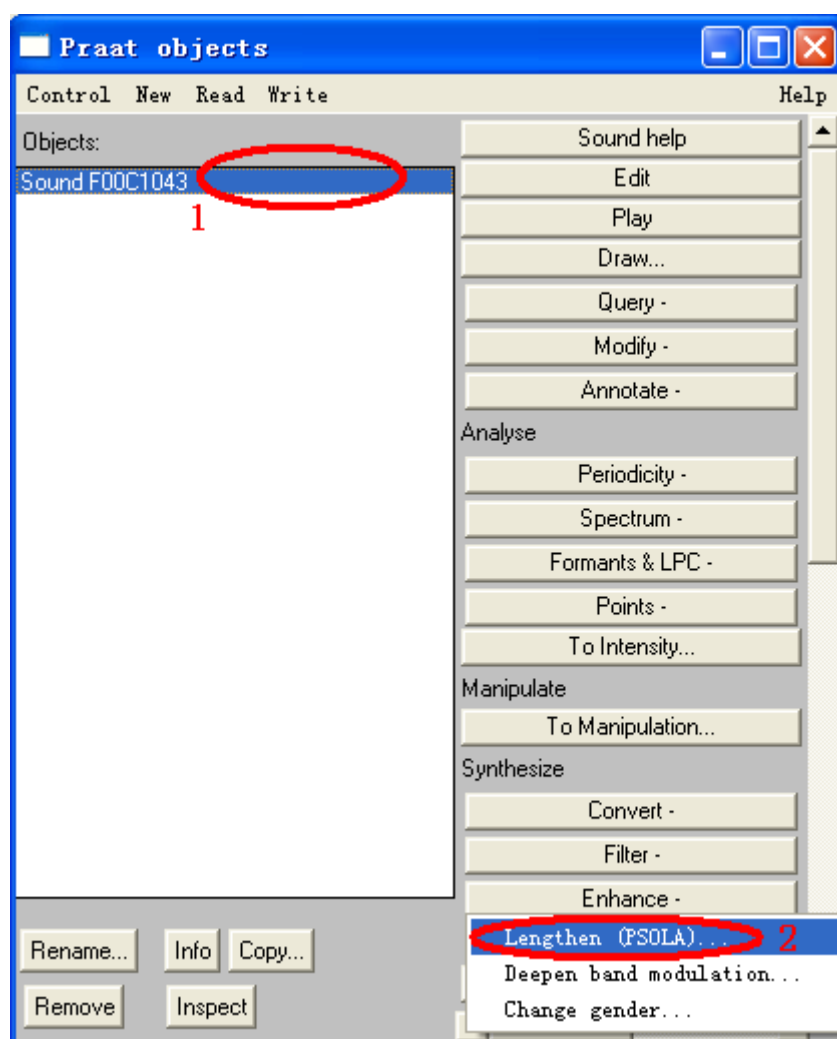 Praat objects
Control New Read Write Help
Objects:
Sound F00C1043
1
Sound help
Edit
Play
Draw...
Query -
Modify -
Annotate -
Analyse
Periodicity -
Spectrum -
Formants & LPC -
Points -
To Intensity...
Manipulate
To Manipulation...
Synthesize
Convert -
Filter -
Enhance -
Lengthen (PSOLA)... 2
Deepen band modulation...
Change gender...
Rename... Info Copy...
Remove Inspect